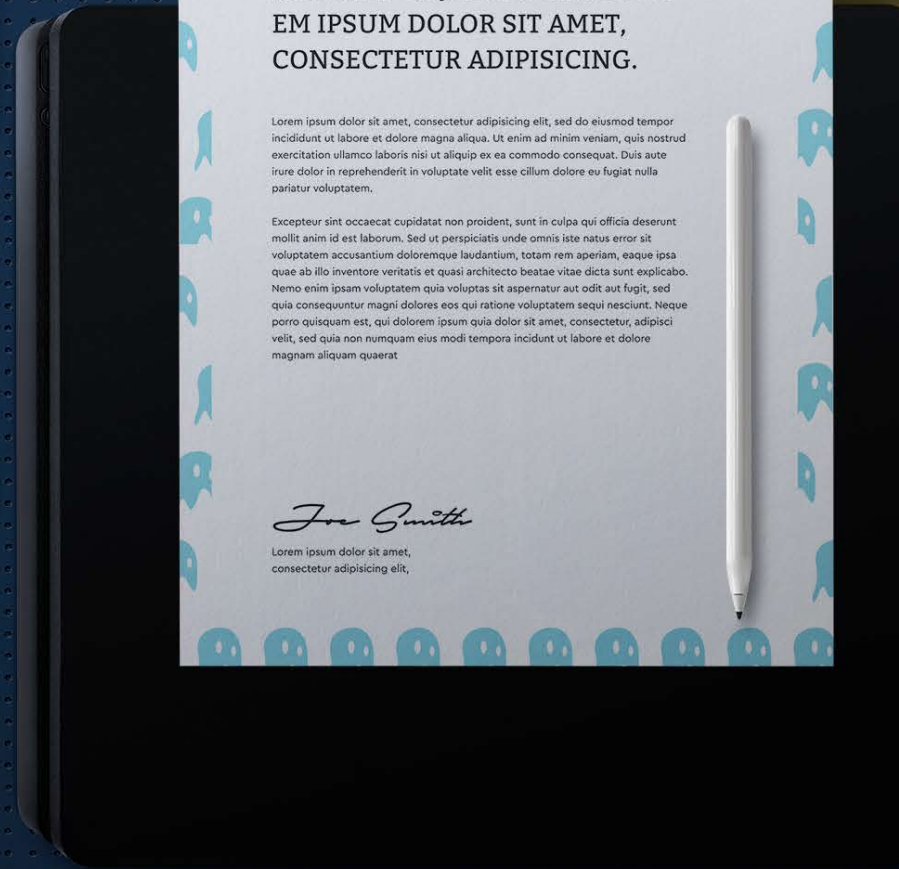 EM IPSUM DOLOR SIT AMET,
CONSECTETUR ADIPISICING.
Lorem ipsum dolor sit amet, consectetur adipisicing elit, sed do eiusmod tempor
incididunt ut labore et dolore magna aliqua. Ut enim ad minim veniam, quis nostrud
exercitation ullamco laboris nisi ut aliquip ex ea commodo consequat. Duis aute
irure dolor in reprehenderit in voluptate velit esse cillum dolore eu fugiat nulla
pariatur voluptatem.
Excepteur sint occaecat cupidatat non proident, sunt in culpa qui officia deserunt
mollit anim id est laborum. Sed ut perspiciatis unde omnis iste natus error sit
voluptatem accusantium doloremque laudantium, totam rem aperiam, eaque ipsa
quae ab illo inventore veritatis et quasi architecto beatae vitae dicta sunt explicabo.
Nemo enim ipsam voluptatem quia voluptas sit aspernatur aut odit aut fugit, sed
quia consequuntur magni dolores eos qui ratione voluptatem sequi nesciunt. Neque
porro quisquam est, qui dolorem ipsum quia dolor sit amet, consectetur, adipisci
velit, sed quia non numquam eius modi tempora incidunt ut labore et dolore
magnam aliquam quaerat
Joe Smith
Lorem ipsum dolor sit amet,
consectetur adipisicing elit,